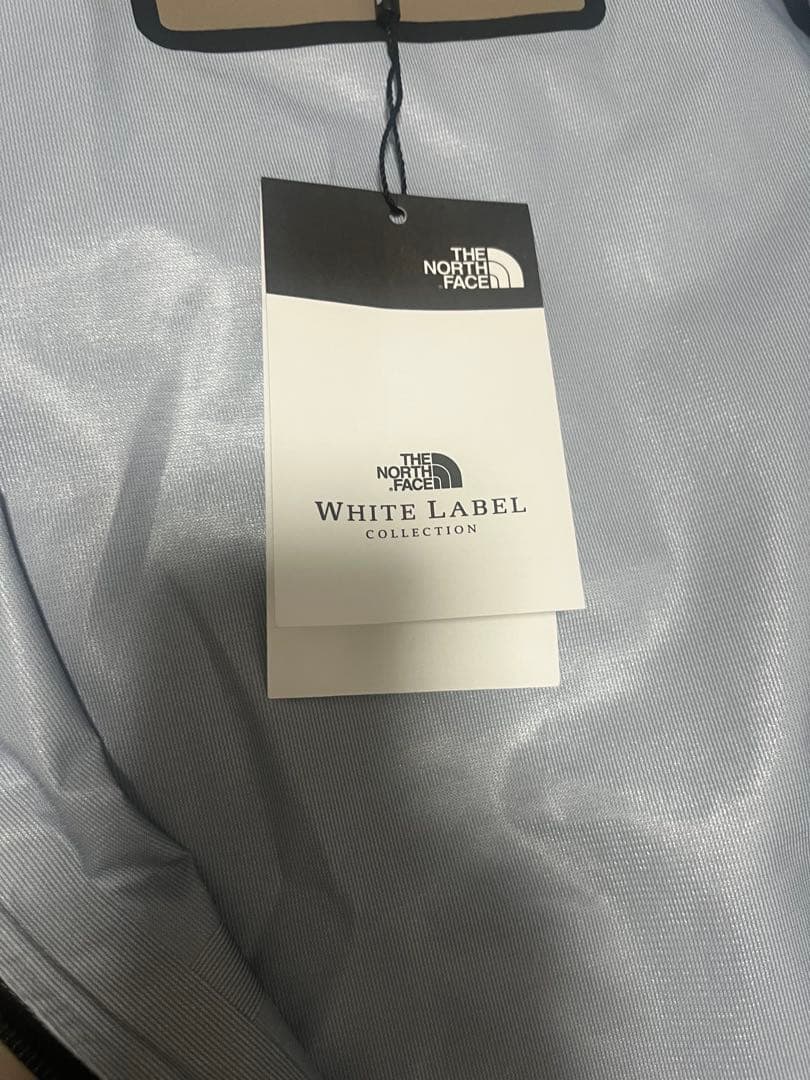 THE
NORTH
FACE
THE
NORTH
FACE
WHITE LABEL
COLLECTION